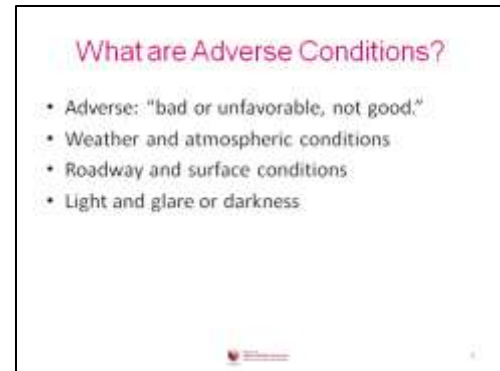 What are Adverse Conditions?
• Adverse: “bad or unfavorable, not good.”
• Weather and atmospheric conditions
• Roadway and surface conditions
• Light and glare or darkness